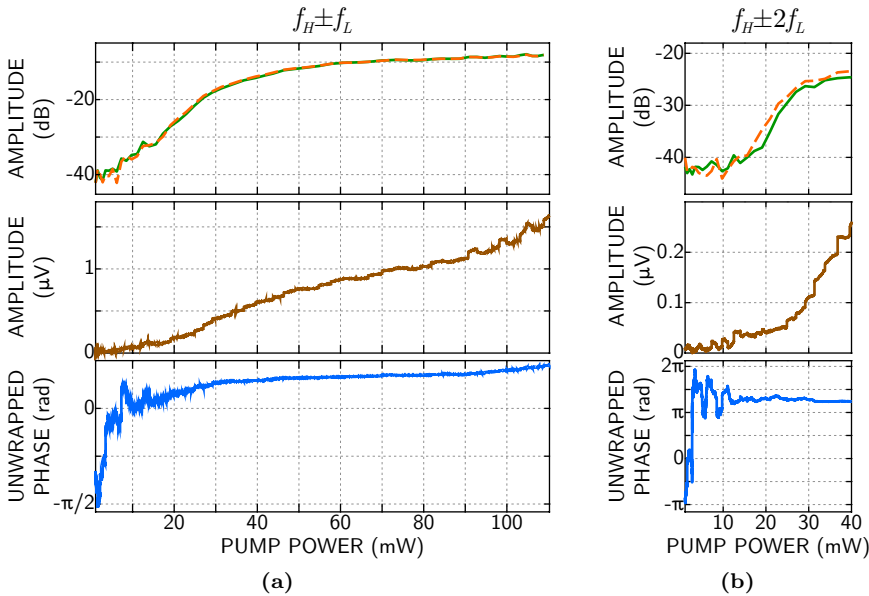 f_H±f_L
f_H±2f_L
AMPLITUDE
(dB)
-20
-40
AMPLITUDE
(dB)
-20
-30
-40
AMPLITUDE
(μV)
1
0
AMPLITUDE
(μV)
0.2
0.1
0
UNWRAPPED
PHASE (rad)
0
-π/2
UNWRAPPED
PHASE (rad)
2π
π
0
-π
20 40 60 80 100
10 20 30 40
PUMP POWER (mW)
PUMP POWER (mW)
(a)
(b)